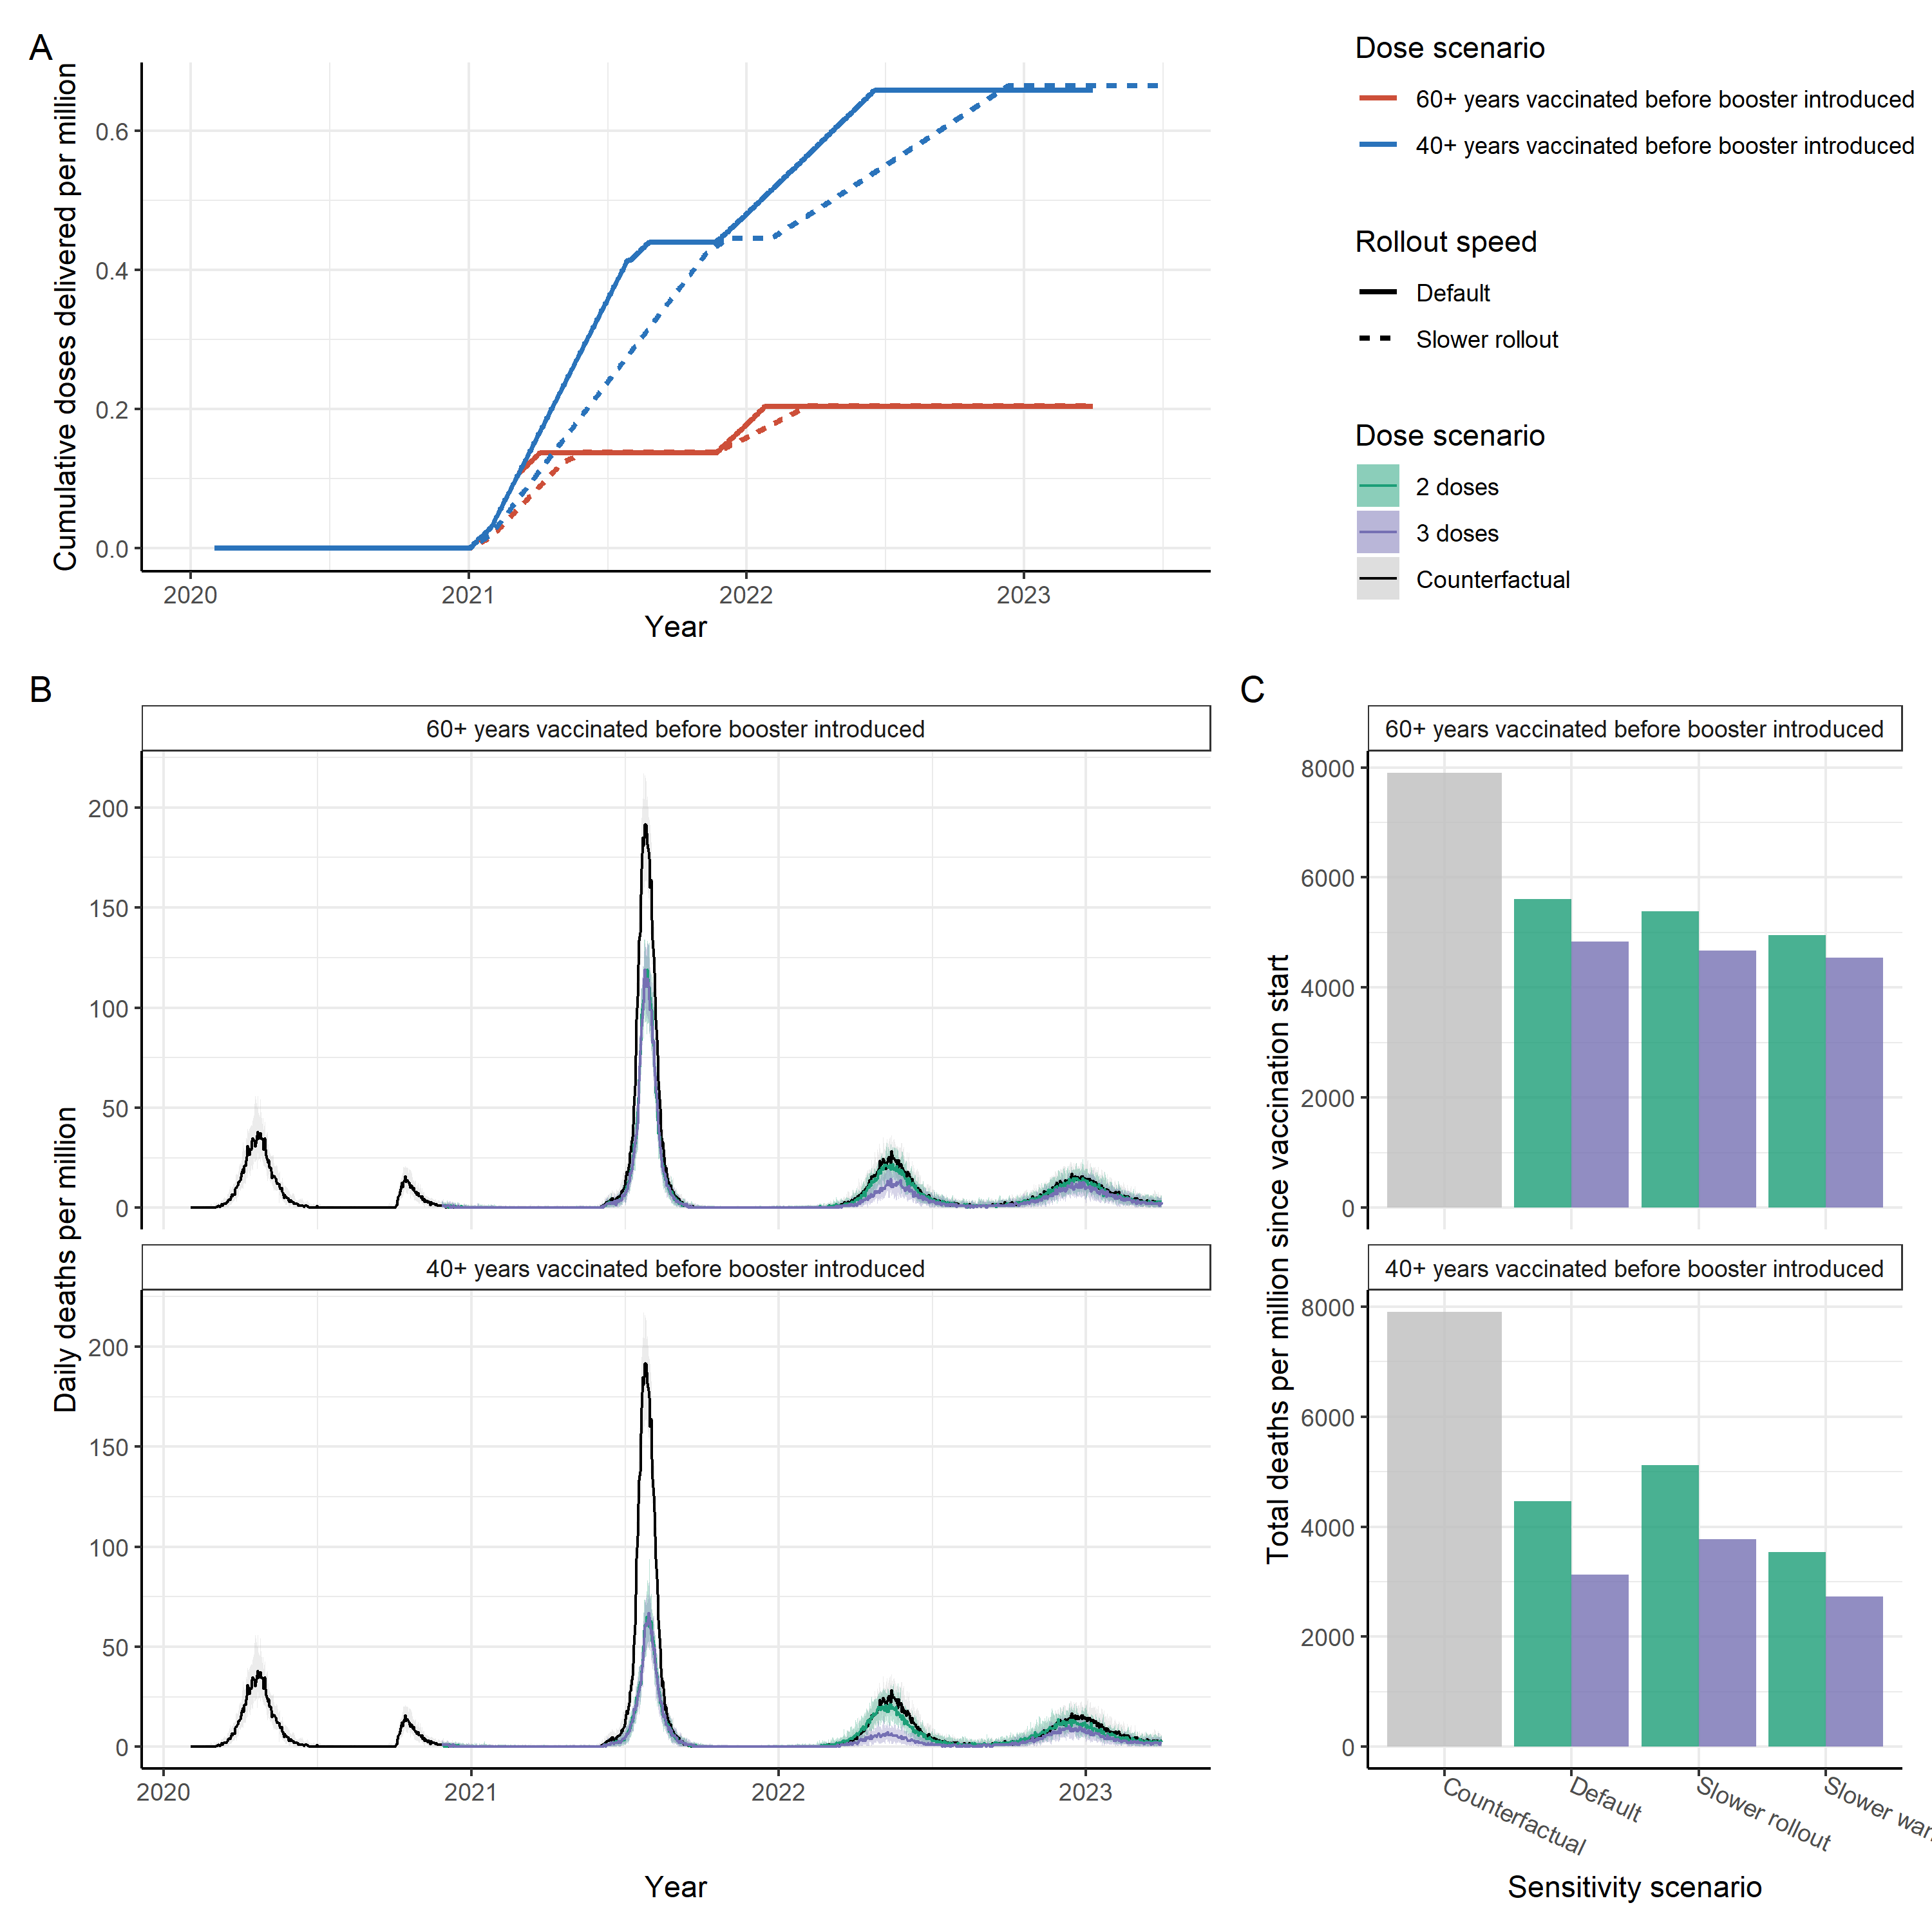 A
Cumulative doses delivered per million
0.6
0.4
0.2
0.0
2020
2021
2022
2023
Year
Dose scenario
60+ years vaccinated before booster introduced
40+ years vaccinated before booster introduced
Rollout speed
Default
Slower rollout
Dose scenario
2 doses
3 doses
Counterfactual
B
Daily deaths per million
60+ years vaccinated before booster introduced
200
150
100
50
0
40+ years vaccinated before booster introduced
200
150
100
50
0
2020
2021
2022
2023
Year
C
Total deaths per million since vaccination start
60+ years vaccinated before booster introduced
8000
6000
4000
2000
0
40+ years vaccinated before booster introduced
8000
6000
4000
2000
0
Counterfactual
Default
Slower rollout
Slower
Sensitivity scenario